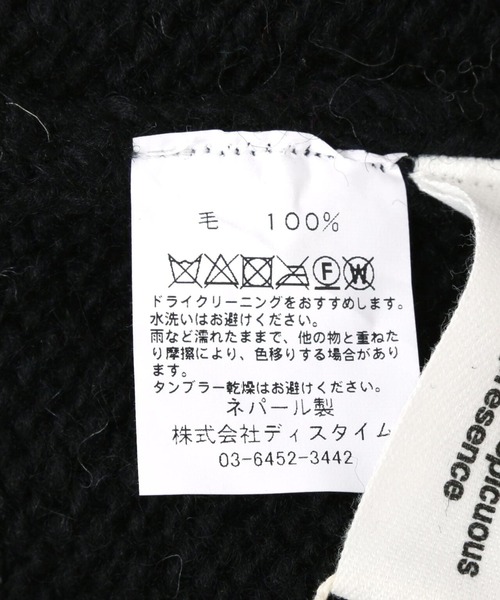 毛 100%
F W
ドライクリーニングをおすすめします。
水洗いはお避けください。
雨など濡れたままで、他の物と重ねた
り摩擦により、色移りする場合があり
ます。
タンブラー乾燥はお避けください。
ネパール製
株式会社ディスタイム
03-6452-3442
epicuous
resence